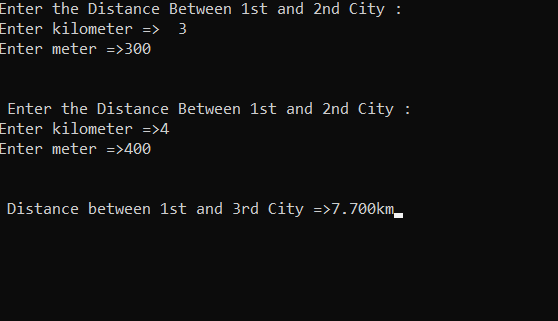 Enter the Distance Between 1st and 2nd City :
Enter kilometer => 3
Enter meter =>300
Enter the Distance Between 1st and 2nd City :
Enter kilometer =>4
Enter meter =>400
Distance between 1st and 3rd City =>7.700km